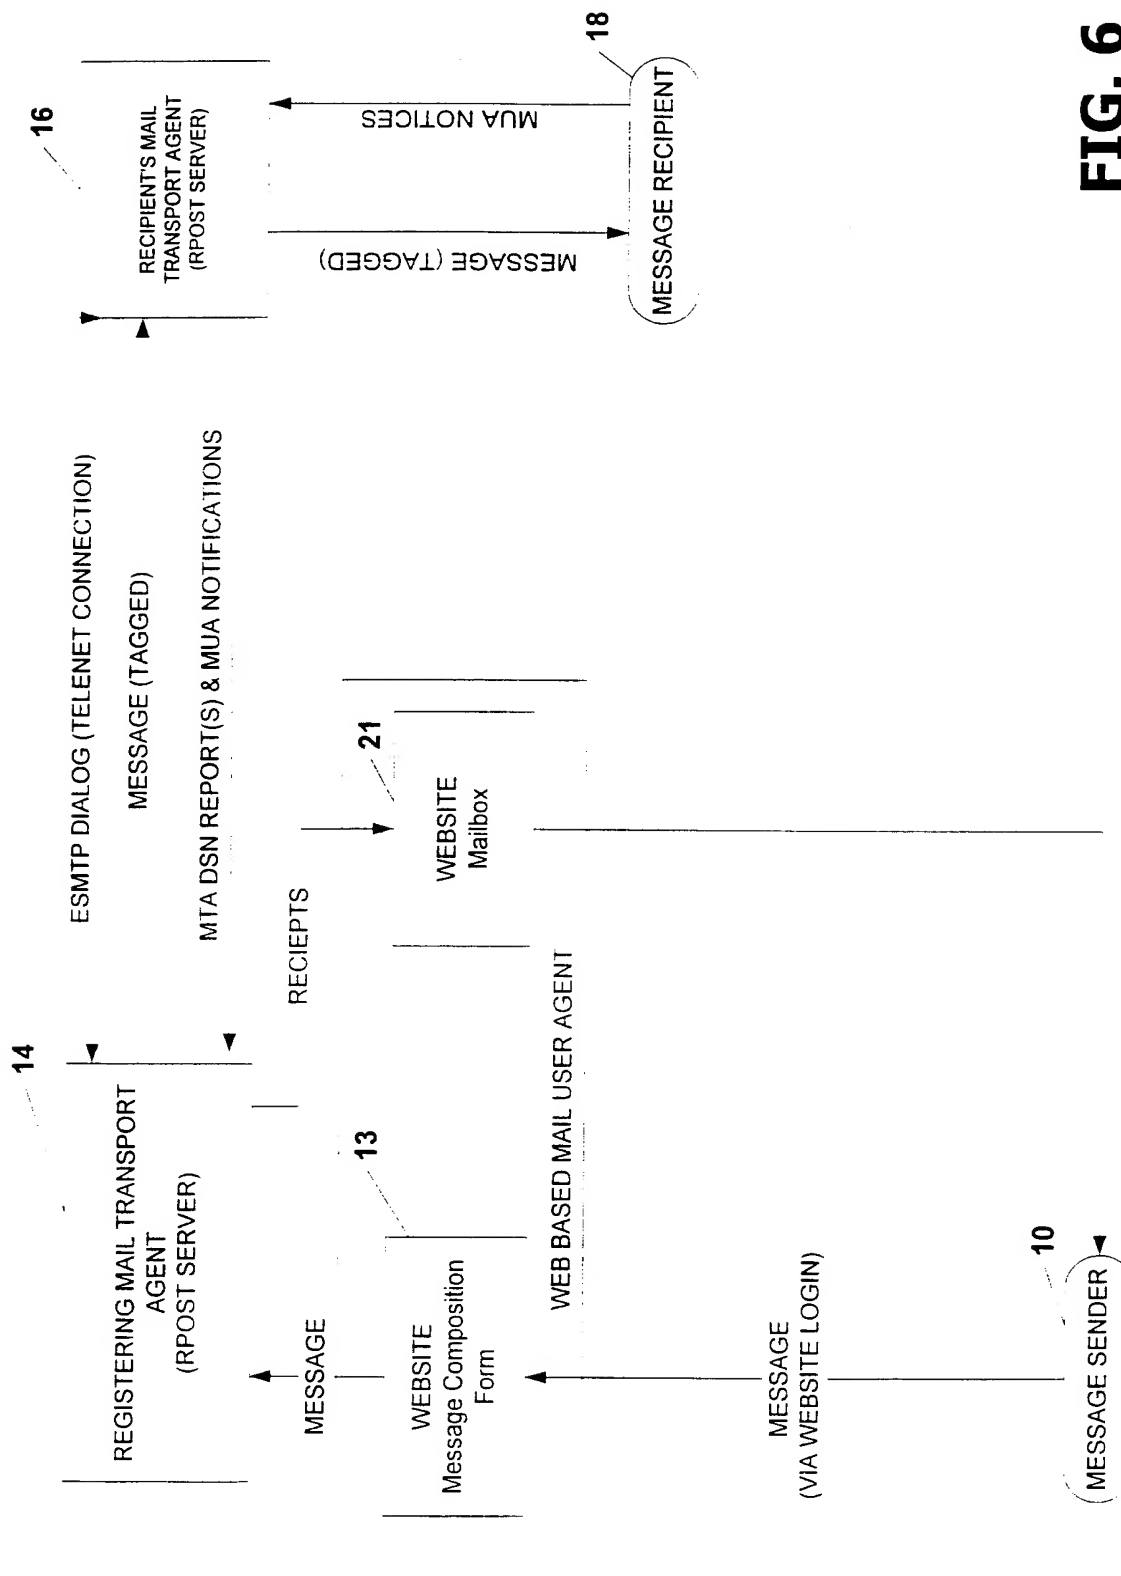 14
REGISTERING MAIL TRANSPORT
AGENT
(RPOST SERVER)
ESMTP DIALOG (TELENET CONNECTION)
MESSAGE (TAGGED)
MTA DSN REPORT(S) & MUA NOTIFICATIONS
16
RECIPIENT'S MAIL
TRANSPORT AGENT
(RPOST SERVER)
MESSAGE
RECIEPTS
13
21
WEBSITE
Message Composition
Form
WEBSITE
Mailbox
WEB BASED MAIL USER AGENT
MESSAGE (TAGGED)
MUA NOTICES
18
MESSAGE RECIPIENT
MESSAGE
(VIA WEBSITE LOGIN)
10
MESSAGE SENDER
FIG. 6